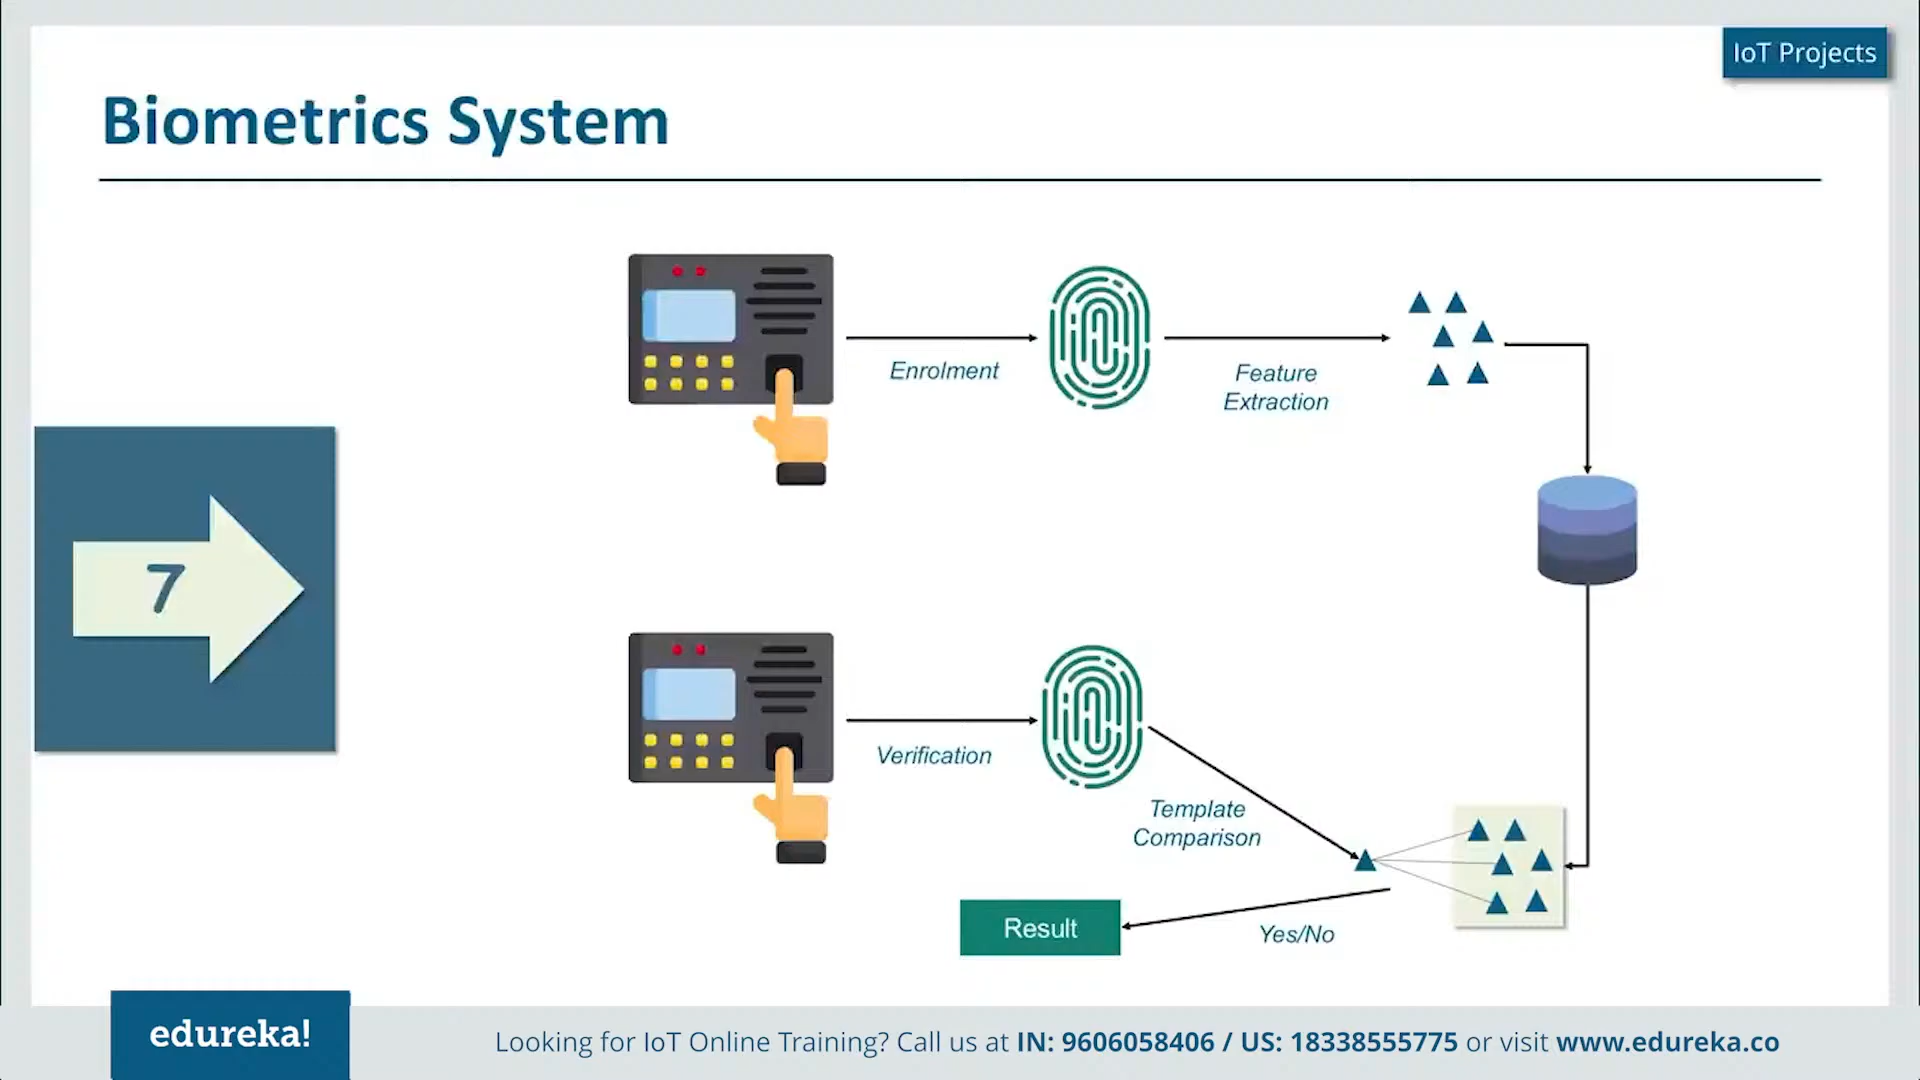 IoT Projects
Biometrics System
Enrolment
Feature
Extraction
7
Verification
Template
Comparison
Result
Yes/No
edureka!
Looking for IoT Online Training? Call us at IN: 9606058406 / US: 18338555775 or visit www.edureka.co